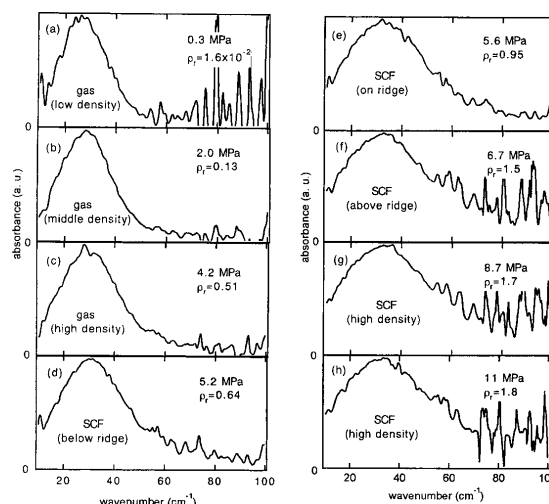 (a)
0.3 MPa
ρr=1.6x10-2
gas
(low density)
0
(b)
2.0 MPa
ρr=0.13
gas
(middle density)
0
(c)
4.2 MPa
ρr=0.51
gas
(high density)
0
(d)
5.2 MPa
ρr=0.64
SCF
(below ridge)
0
20 40 60 80 100
wavenumber (cm-1)
absorbance (a. u.)
(e)
5.6 MPa
ρr=0.95
SCF
(on ridge)
0
(f)
6.7 MPa
ρr=1.5
SCF
(above ridge)
0
(g)
8.7 MPa
ρr=1.7
SCF
(high density)
0
(h)
11 MPa
ρr=1.8
SCF
(high density)
0
20 40 60 80 100
wavenumber (cm-1)
absorbance (a. u.)